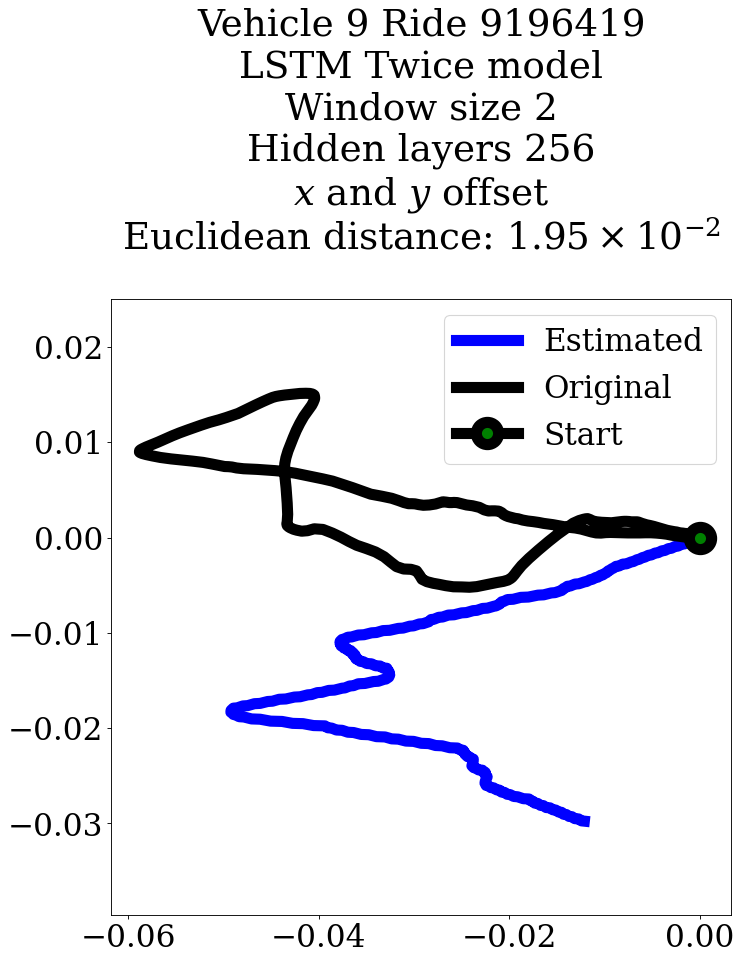 Vehicle 9 Ride 9196419
LSTM Twice model
Window size 2
Hidden layers 256
x and y offset
Euclidean distance: 1.95 × 10⁻²
Estimated
Original
Start
0.02
0.01
0.00
−0.01
−0.02
−0.03
−0.06 −0.04 −0.02 0.00